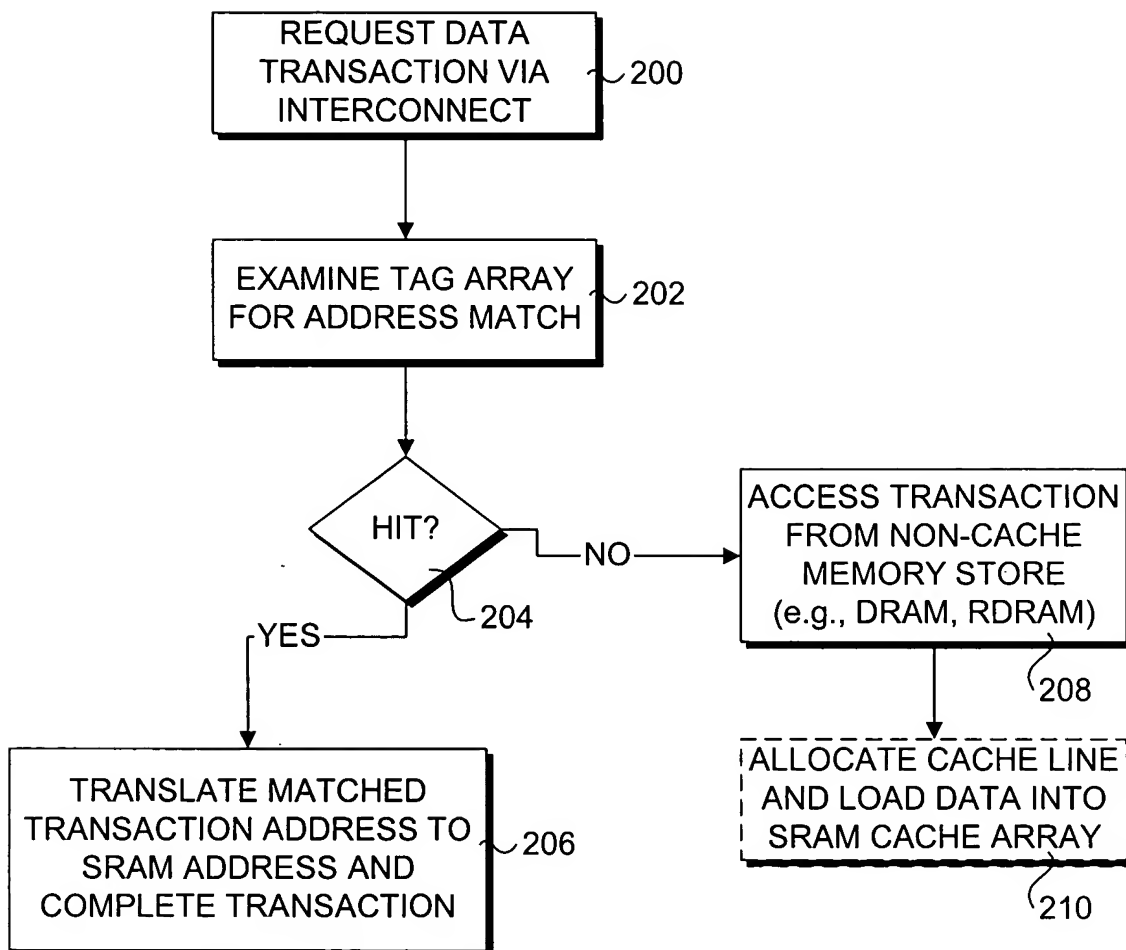 REQUEST DATA
TRANSACTION VIA
INTERCONNECT
200
EXAMINE TAG ARRAY
FOR ADDRESS MATCH
202
HIT?
204
NO
YES
ACCESS TRANSACTION
FROM NON-CACHE
MEMORY STORE
(e.g., DRAM, RDRAM)
208
TRANSLATE MATCHED
TRANSACTION ADDRESS TO
SRAM ADDRESS AND
COMPLETE TRANSACTION
206
ALLOCATE CACHE LINE
AND LOAD DATA INTO
SRAM CACHE ARRAY
210